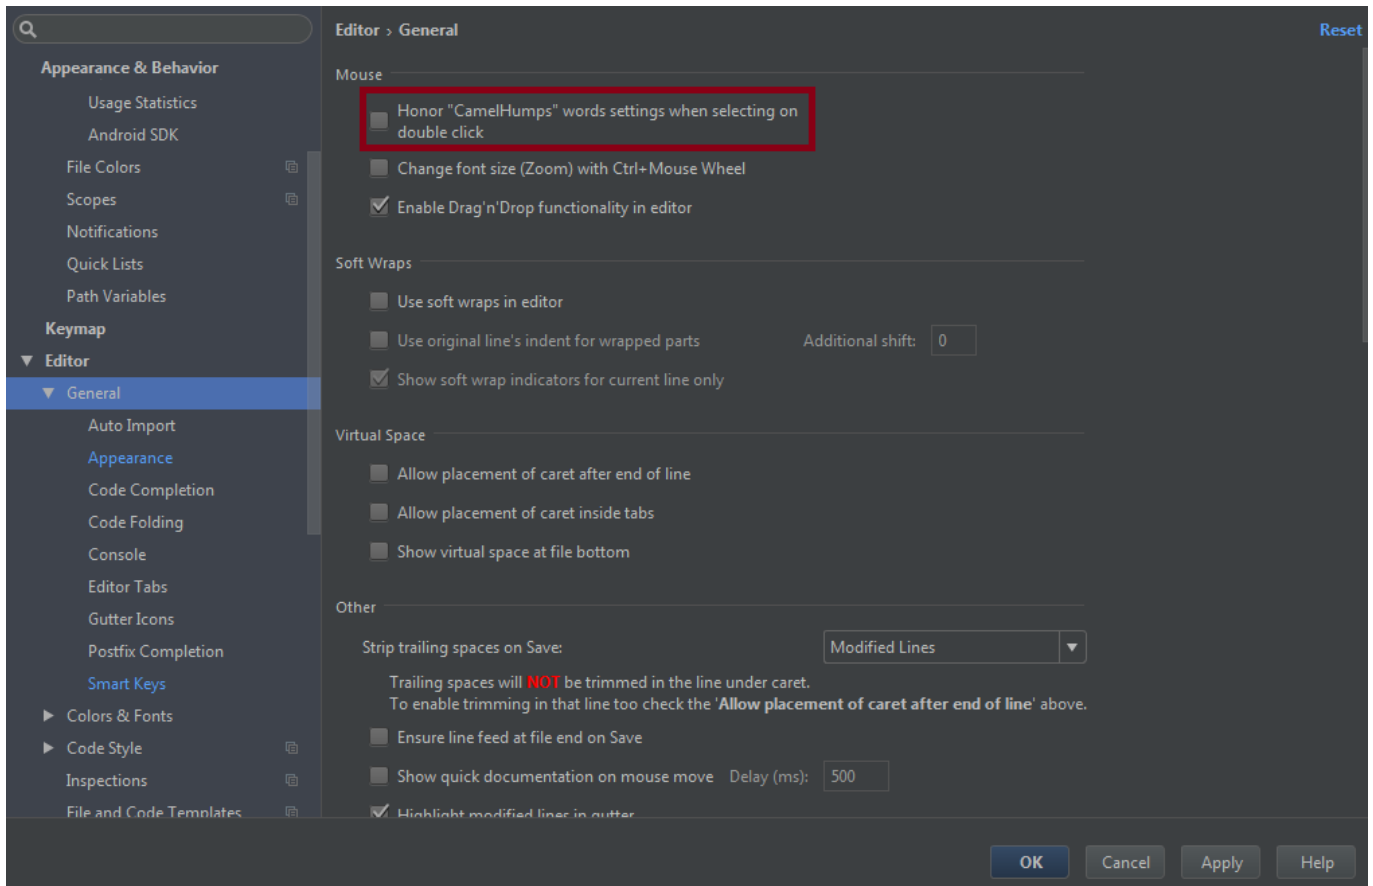 Appearance & Behavior
Usage Statistics
Android SDK
File Colors
Scopes
Notifications
Quick Lists
Path Variables
Keymap
Editor
General
Auto Import
Appearance
Code Completion
Code Folding
Console
Editor Tabs
Gutter Icons
Postfix Completion
Smart Keys
Colors & Fonts
Code Style
Inspections
File and Code Templates
Editor › General
Reset
Mouse
Honor "CamelHumps" words settings when selecting on
double click
Change font size (Zoom) with Ctrl+Mouse Wheel
Enable Drag'n'Drop functionality in editor
Soft Wraps
Use soft wraps in editor
Use original line's indent for wrapped parts Additional shift: 0
Show soft wrap indicators for current line only
Virtual Space
Allow placement of caret after end of line
Allow placement of caret inside tabs
Show virtual space at file bottom
Other
Strip trailing spaces on Save: Modified Lines
Trailing spaces will NOT be trimmed in the line under caret.
To enable trimming in that line too check the 'Allow placement of caret after end of line' above.
Ensure line feed at file end on Save
Show quick documentation on mouse move Delay (ms): 500
Highlight modified lines in gutter
OK Cancel Apply Help